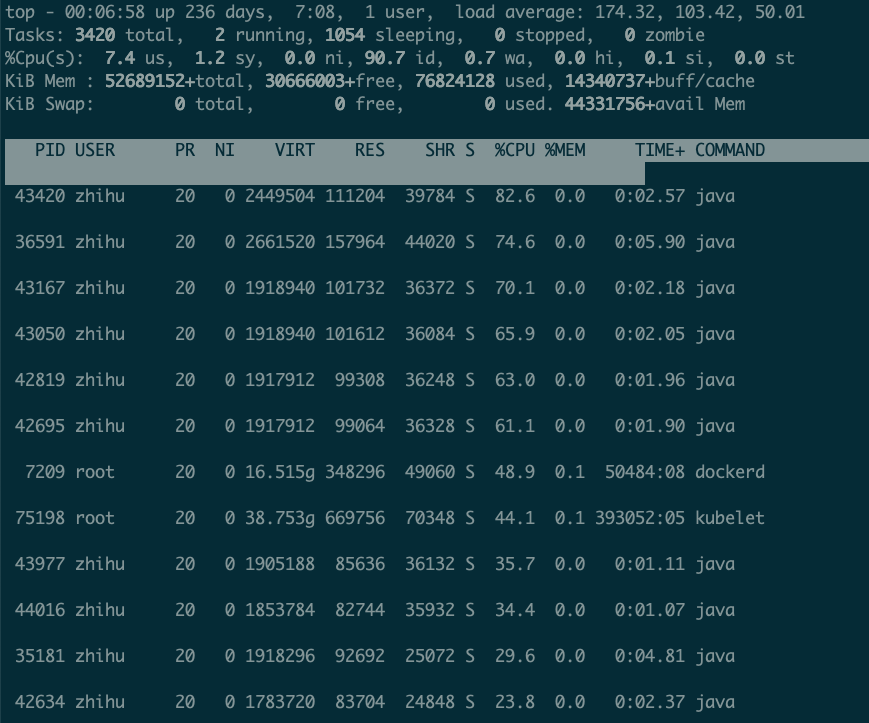 top - 00:06:58 up 236 days,  7:08,  1 user,  load average: 174.32, 103.42, 50.01
Tasks: 3420 total,   2 running, 1054 sleeping,   0 stopped,   0 zombie
%Cpu(s):  7.4 us,  1.2 sy,  0.0 ni, 90.7 id,  0.7 wa,  0.0 hi,  0.1 si,  0.0 st
KiB Mem : 52689152+total, 30666003+free, 76824128 used, 14340737+buff/cache
KiB Swap:        0 total,        0 free,        0 used. 44331756+avail Mem
PID USER      PR  NI    VIRT    RES    SHR S  %CPU %MEM     TIME+ COMMAND
43420 zhihu     20   0 2449504 111204  39784 S  82.6  0.0   0:02.57 java
36591 zhihu     20   0 2661520 157964  44020 S  74.6  0.0   0:05.90 java
43167 zhihu     20   0 1918940 101732  36372 S  70.1  0.0   0:02.18 java
43050 zhihu     20   0 1918940 101612  36084 S  65.9  0.0   0:02.05 java
42819 zhihu     20   0 1917912  99308  36248 S  63.0  0.0   0:01.96 java
42695 zhihu     20   0 1917912  99064  36328 S  61.1  0.0   0:01.90 java
7209 root      20   0 16.515g 348296  49060 S  48.9  0.1  50484:08 dockerd
75198 root      20   0 38.753g 669756  70348 S  44.1  0.1 393052:05 kubelet
43977 zhihu     20   0 1905188  85636  36132 S  35.7  0.0   0:01.11 java
44016 zhihu     20   0 1853784  82744  35932 S  34.4  0.0   0:01.07 java
35181 zhihu     20   0 1918296  92692  25072 S  29.6  0.0   0:04.81 java
42634 zhihu     20   0 1783720  83704  24848 S  23.8  0.0   0:02.37 java